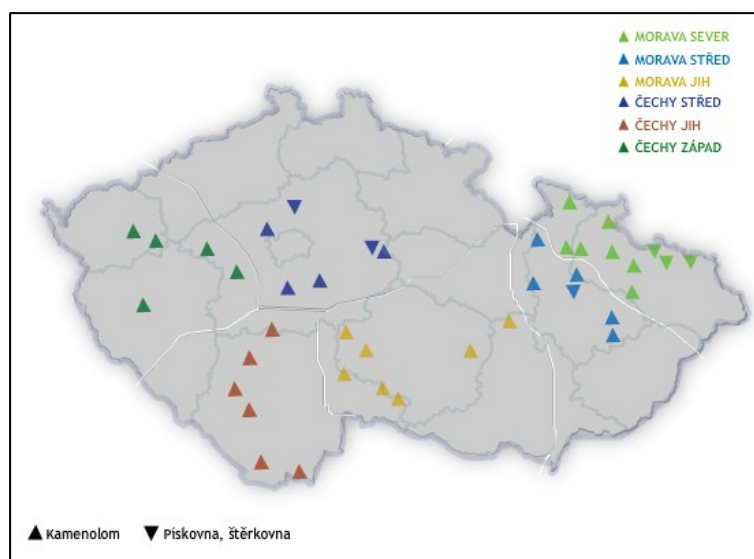 MORAVA SEVER
MORAVA STŘED
MORAVA JIH
ČECHY STŘED
ČECHY JIH
ČECHY ZÁPAD
Kamenolom
Pískovna, štěrkovna